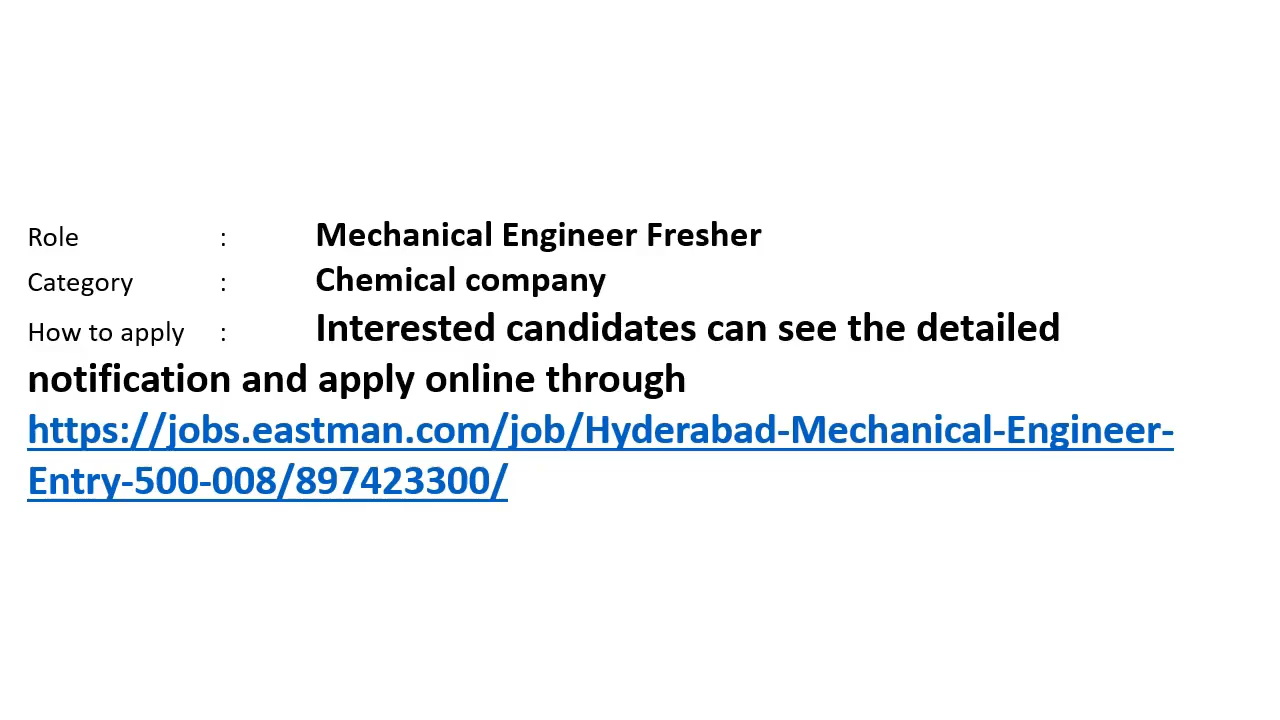 Role : Mechanical Engineer Fresher
Category : Chemical company
How to apply : Interested candidates can see the detailed
notification and apply online through
https://jobs.eastman.com/job/Hyderabad-Mechanical-Engineer-
Entry-500-008/897423300/